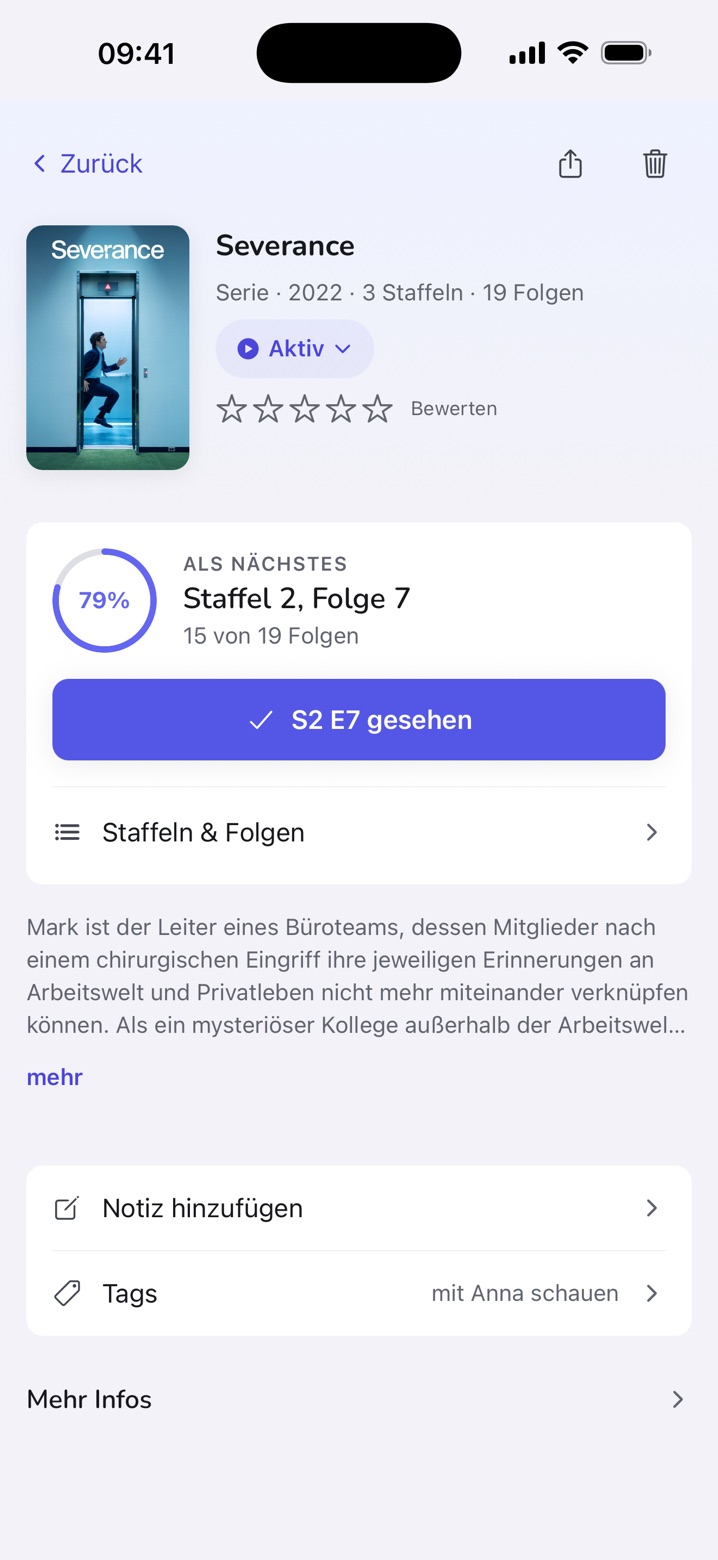 09:41
Zurück
Severance
Severance
Serie · 2022 · 3 Staffeln · 19 Folgen
Aktiv
Bewerten
79%
ALS NÄCHSTES
Staffel 2, Folge 7
15 von 19 Folgen
S2 E7 gesehen
Staffeln & Folgen
Mark ist der Leiter eines Büroteams, dessen Mitglieder nach
einem chirurgischen Eingriff ihre jeweiligen Erinnerungen an
Arbeitswelt und Privatleben nicht mehr miteinander verknüpfen
können. Als ein mysteriöser Kollege außerhalb der Arbeitswel...
mehr
Notiz hinzufügen
Tags mit Anna schauen
Mehr Infos